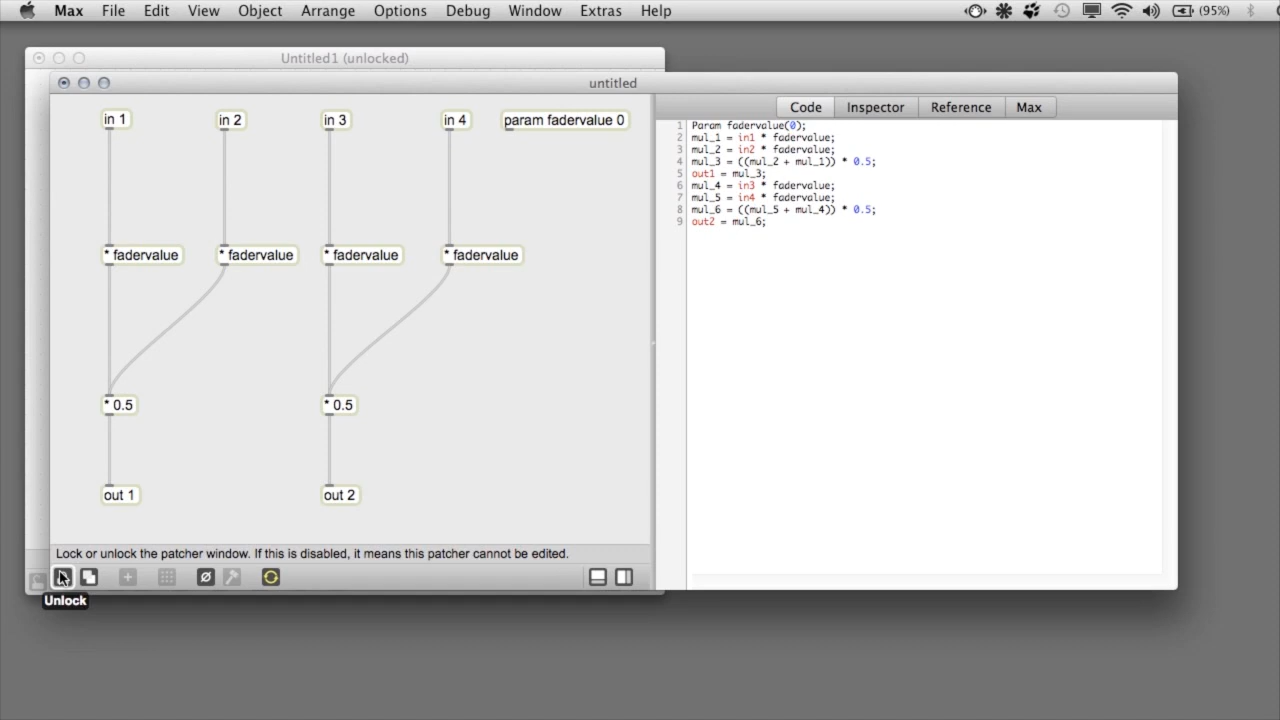 Max File Edit View Object Arrange Options Debug Window Extras Help (95%)
Untitled1 (unlocked)
untitled
in 1 in 2 in 3 in 4 param fadervalue 0
* fadervalue * fadervalue * fadervalue * fadervalue
* 0.5 * 0.5
out 1 out 2
Lock or unlock the patcher window. If this is disabled, it means this patcher cannot be edited.
Unlock
Code Inspector Reference Max
1 Param fadervalue(0);
2 mul_1 = in1 * fadervalue;
3 mul_2 = in2 * fadervalue;
4 mul_3 = ((mul_2 + mul_1)) * 0.5;
5 out1 = mul_3;
6 mul_4 = in3 * fadervalue;
7 mul_5 = in4 * fadervalue;
8 mul_6 = ((mul_5 + mul_4)) * 0.5;
9 out2 = mul_6;